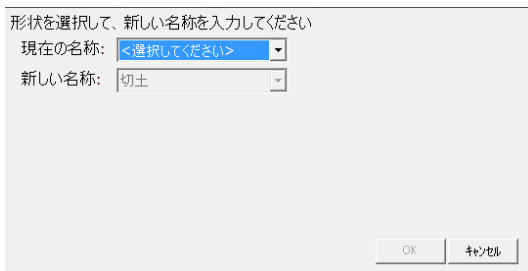 形状を選択して、新しい名称を入力してください
現在の名称: <選択してください>
新しい名称: 切土
OK キャンセル